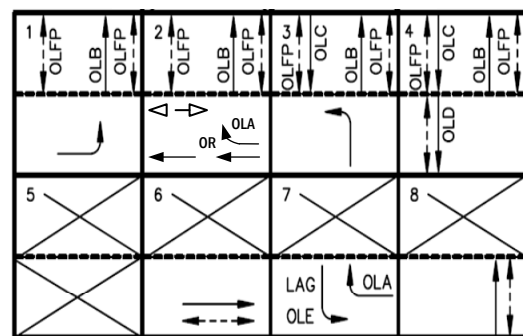 1 OLFP OLB OLFP
2 OLFP OLB OLFP
3 OLFP OLC OLB OLFP
4 OLFP OLC OLB OLFP
OLA
OR
OLD
5
6
7
8
LAG OLA
OLE